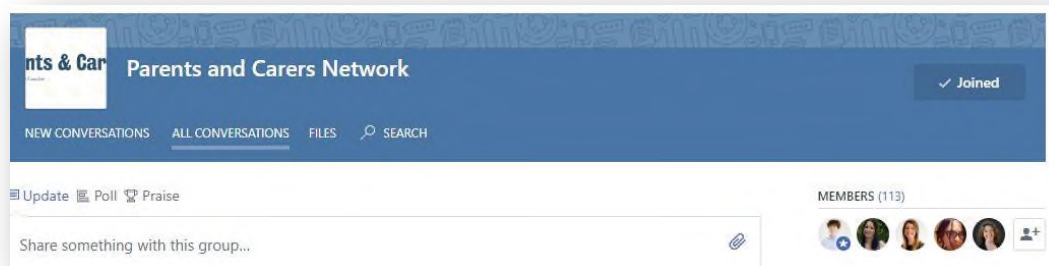 nts & Car
Parents and Carers Network
✓ Joined
NEW CONVERSATIONS ALL CONVERSATIONS FILES SEARCH
Update Poll Praise
MEMBERS (113)
Share something with this group...